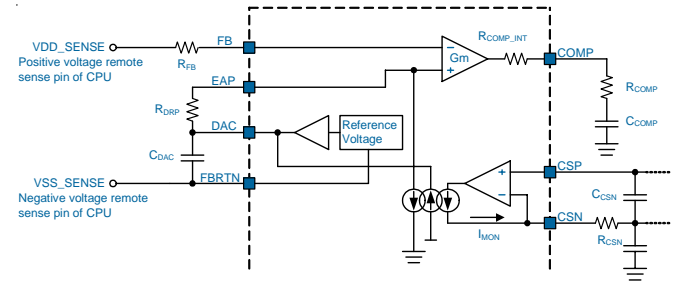 VDD_SENSE
Positive voltage remote
sense pin of CPU
RFB
FB
EAP
RDRP
DAC
CDAC
VSS_SENSE
Negative voltage remote
sense pin of CPU
FBRTN
Reference
Voltage
−
+
Gm
RCOMP_INT
COMP
RCOMP
CCOMP
+
−
CSP
CCSN
CSN
RCSN
IMON